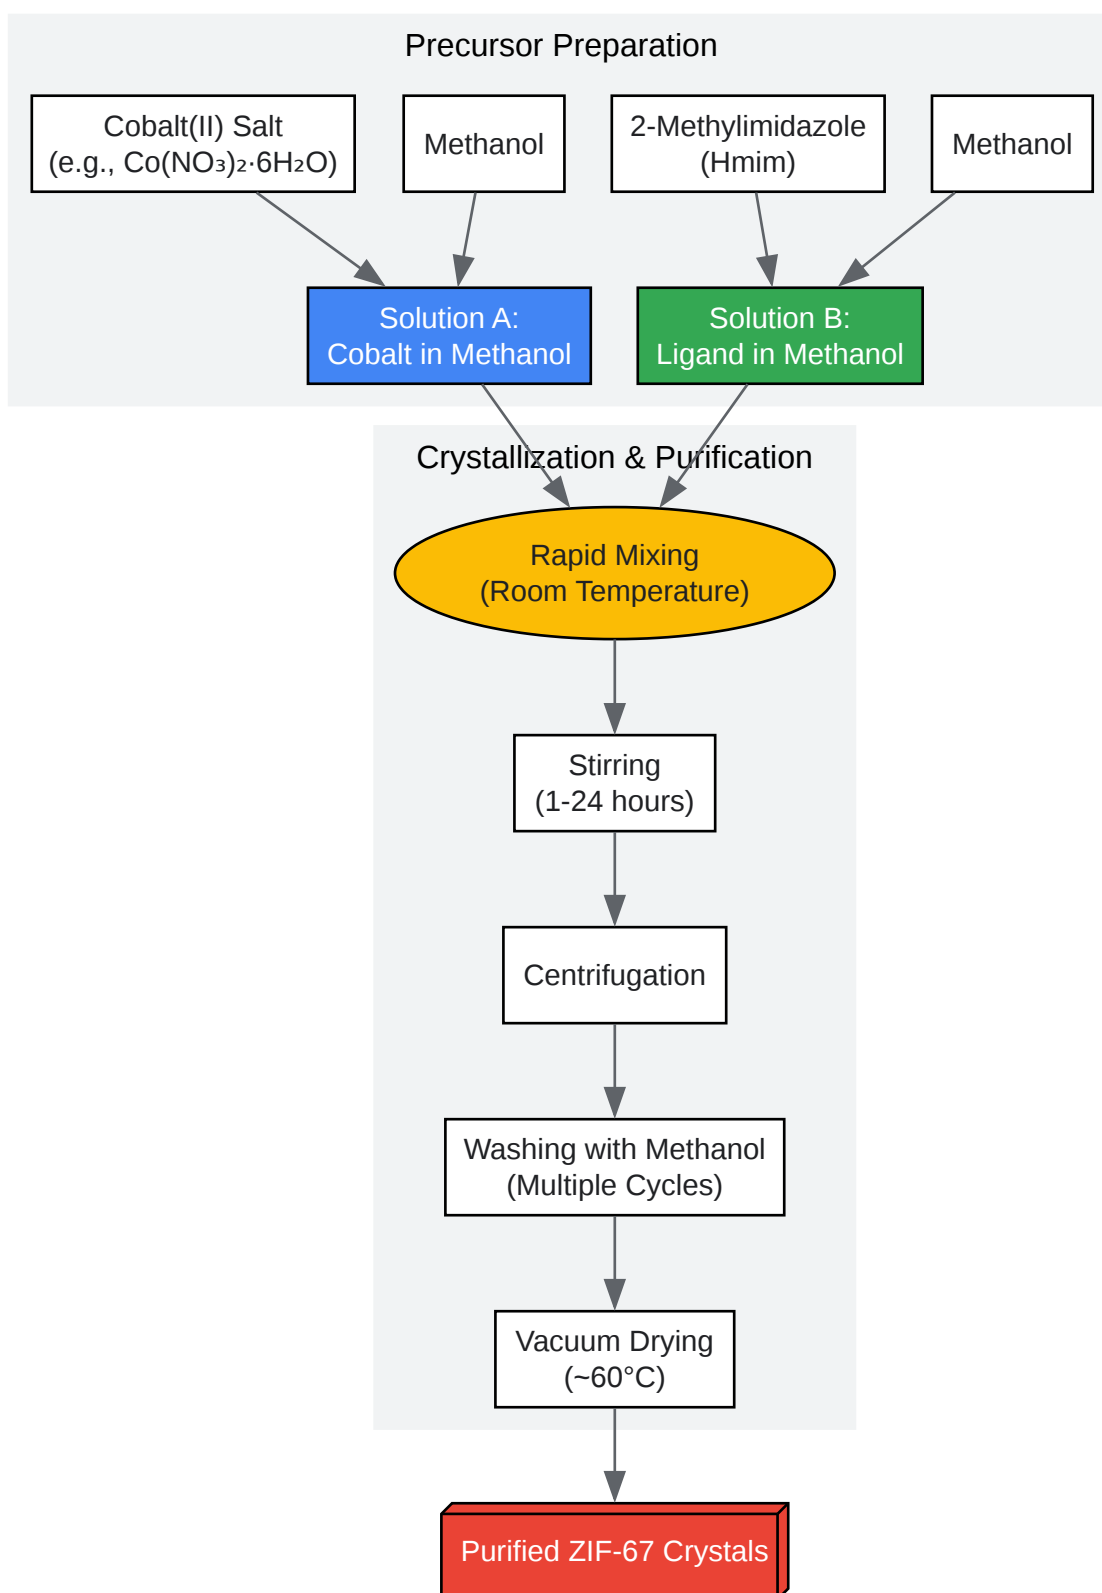 Precursor Preparation
Cobalt(II) Salt
(e.g., Co(NO₃)₂·6H₂O)
Methanol
2-Methylimidazole
(Hmim)
Methanol
Solution A:
Cobalt in Methanol
Solution B:
Ligand in Methanol
Crystallization & Purification
Rapid Mixing
(Room Temperature)
Stirring
(1-24 hours)
Centrifugation
Washing with Methanol
(Multiple Cycles)
Vacuum Drying
(~60°C)
Purified ZIF-67 Crystals